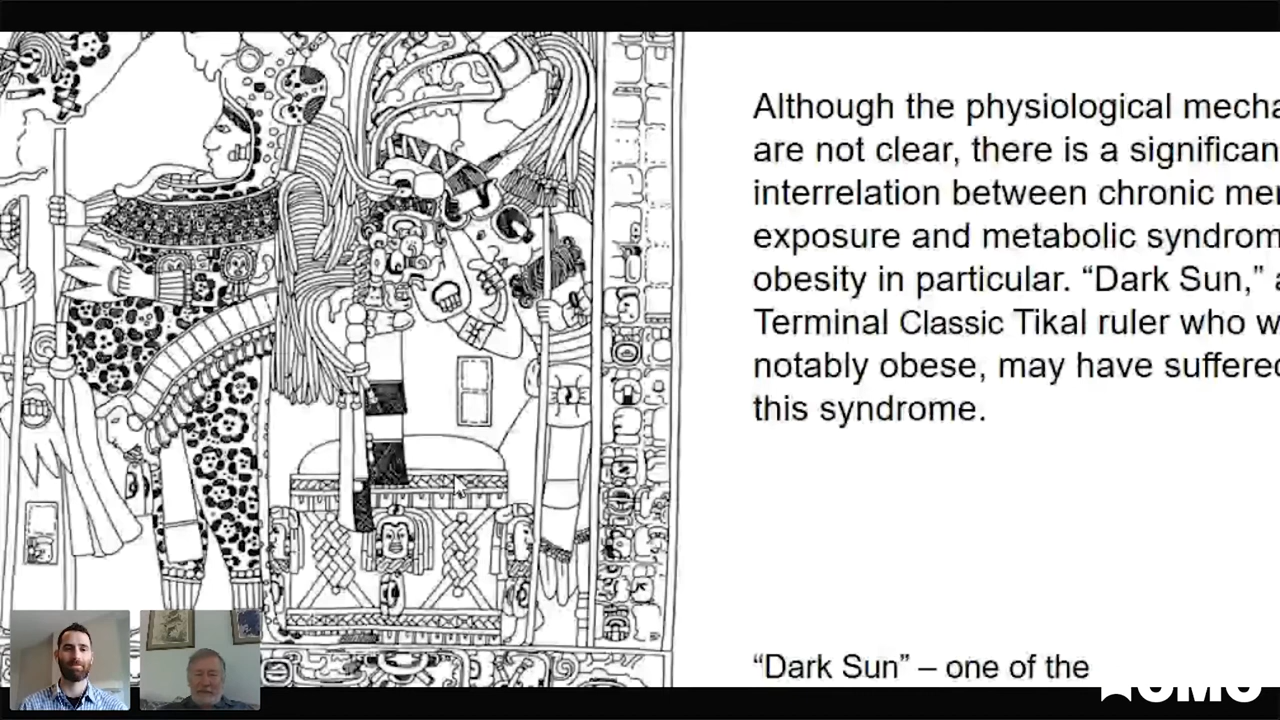 Although the physiological mecha
are not clear, there is a significan
interrelation between chronic mer
exposure and metabolic syndrom
obesity in particular. “Dark Sun,” a
Terminal Classic Tikal ruler who w
notably obese, may have suffered
this syndrome.
“Dark Sun” – one of the